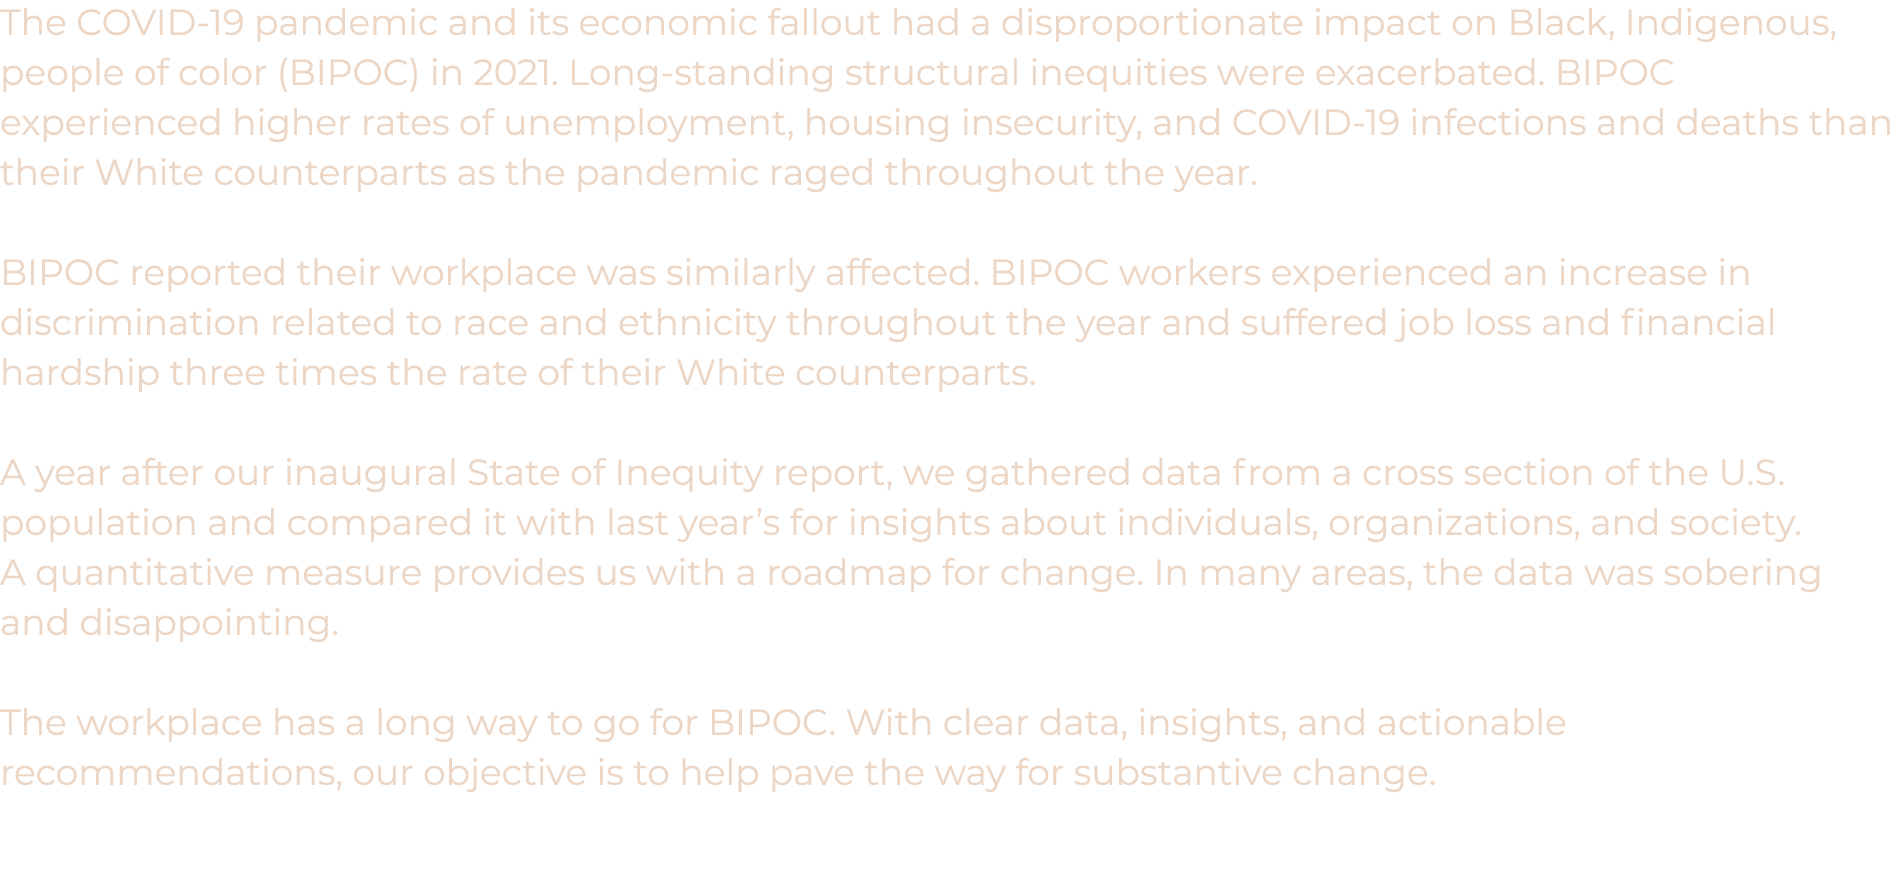 The COVID-19 pandemic and its economic fallout had a disproportionate impact on Black, Indigenous,
people of color (BIPOC) in 2021. Long-standing structural inequities were exacerbated. BIPOC
experienced higher rates of unemployment, housing insecurity, and COVID-19 infections and deaths than
their White counterparts as the pandemic raged throughout the year.
BIPOC reported their workplace was similarly affected. BIPOC workers experienced an increase in
discrimination related to race and ethnicity throughout the year and suffered job loss and financial
hardship three times the rate of their White counterparts.
A year after our inaugural State of Inequity report, we gathered data from a cross section of the U.S.
population and compared it with last year’s for insights about individuals, organizations, and society.
A quantitative measure provides us with a roadmap for change. In many areas, the data was sobering
and disappointing.
The workplace has a long way to go for BIPOC. With clear data, insights, and actionable
recommendations, our objective is to help pave the way for substantive change.